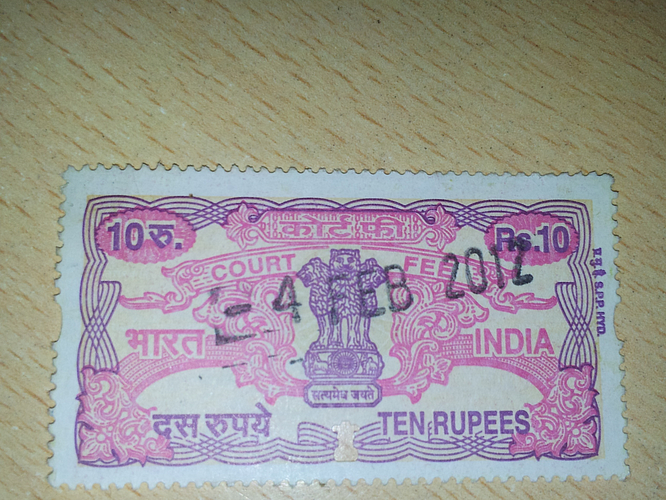 10 रु. कोर्ट फी Rs.10
COURT FEE
- 4 FEB 2012
भारत INDIA
सत्यमेव जयते
दस रुपये TEN RUPEES
S.P.P. HYD.